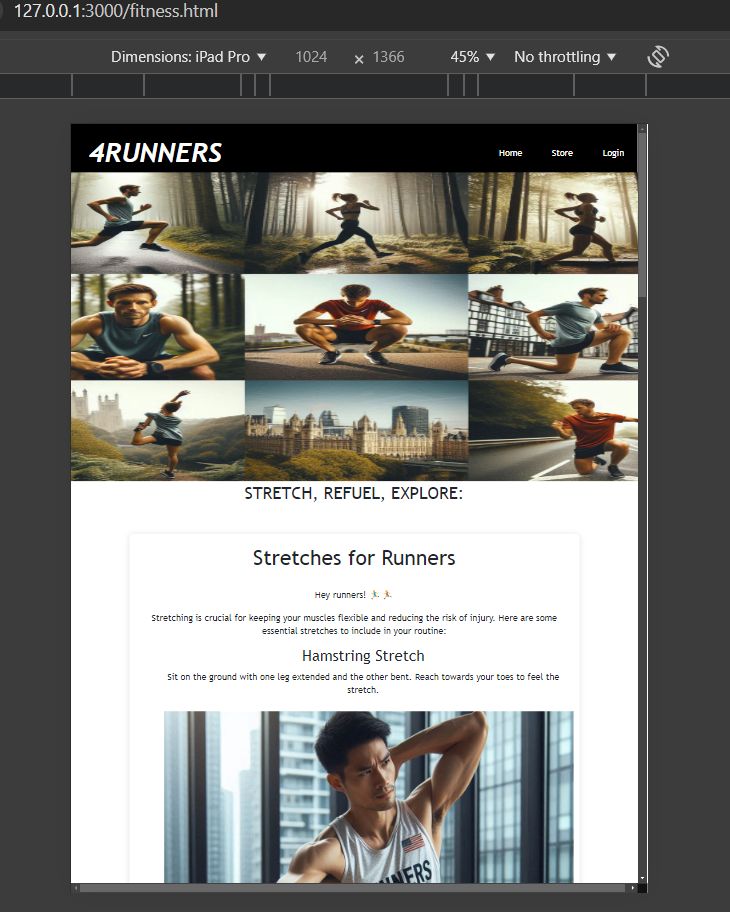 127.0.0.1:3000/fitness.html
Dimensions: iPad Pro ▼ 1024 × 1366 45% ▼ No throttling ▼
4RUNNERS Home Store Login
STRETCH, REFUEL, EXPLORE:
Stretches for Runners
Hey runners! 🏃‍♂️🏃
Stretching is crucial for keeping your muscles flexible and reducing the risk of injury. Here are some
essential stretches to include in your routine:
Hamstring Stretch
Sit on the ground with one leg extended and the other bent. Reach towards your toes to feel the
stretch.